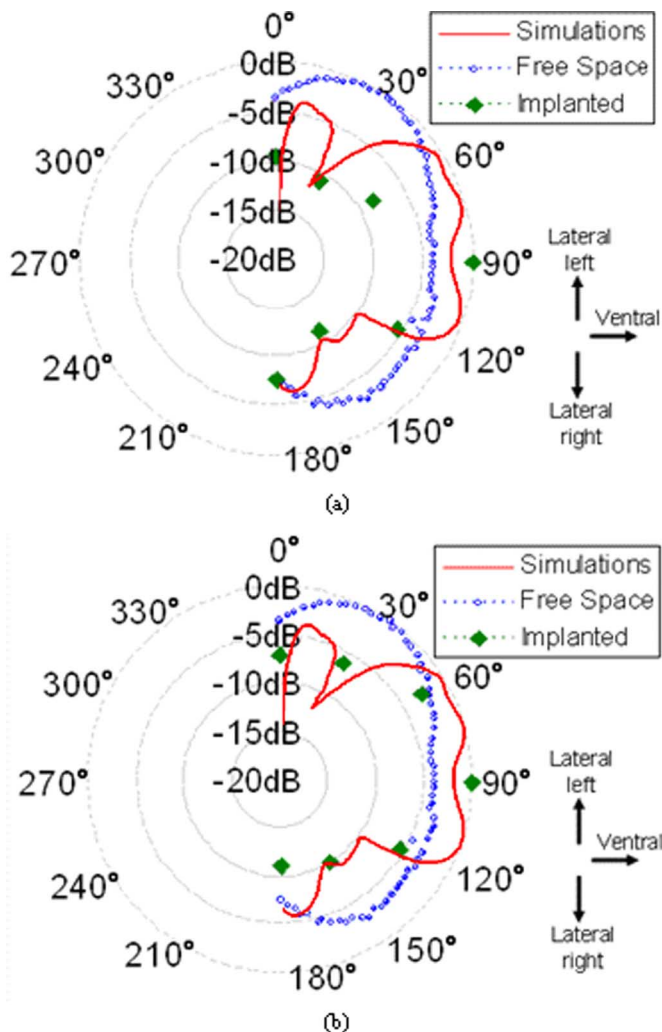 0°
Simulations
Free Space
Implanted
0dB
330°
30°
-5dB
300°
60°
-10dB
-15dB
270°
-20dB
90°
Lateral
left
Ventral
240°
120°
Lateral
right
210°
150°
180°
(a)
0°
Simulations
Free Space
Implanted
0dB
330°
30°
-5dB
300°
60°
-10dB
-15dB
270°
-20dB
90°
Lateral
left
Ventral
240°
120°
Lateral
right
210°
150°
180°
(b)